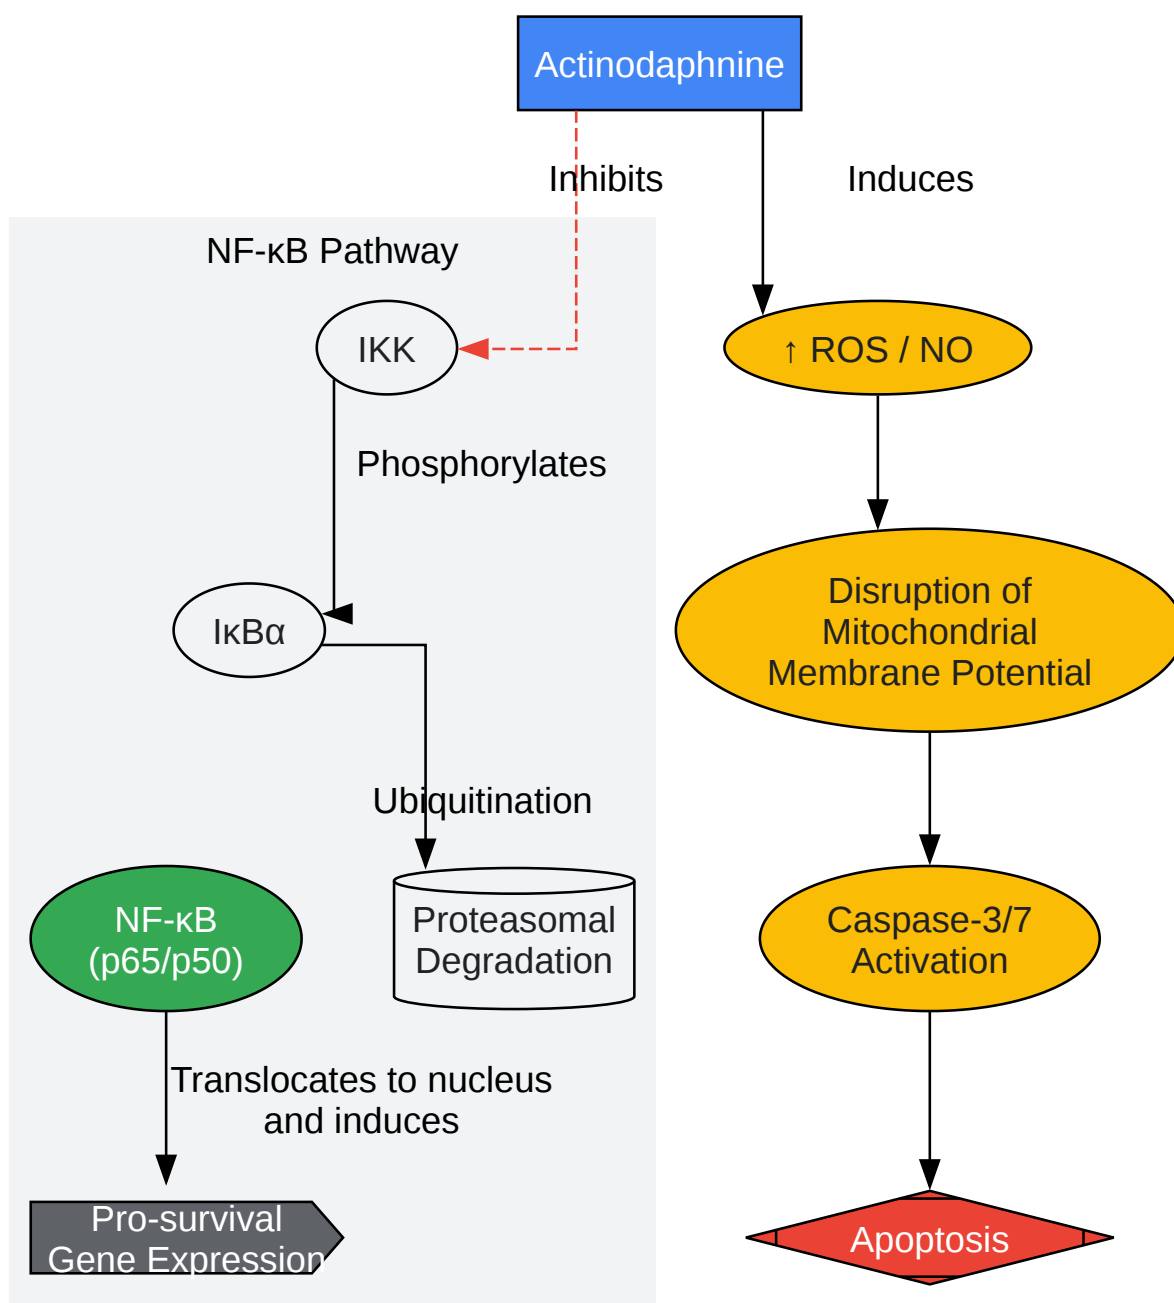 Actinodaphnine
Inhibits
Induces
NF-κB Pathway
IKK
↑ ROS / NO
Phosphorylates
Disruption of
Mitochondrial
Membrane Potential
IκBα
Ubiquitination
NF-κB
(p65/p50)
Proteasomal
Degradation
Caspase-3/7
Activation
Translocates to nucleus
and induces
Pro-survival
Gene Expression
Apoptosis